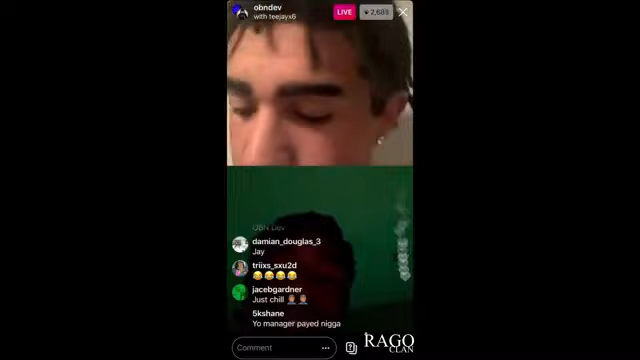 obndev
with teejayx6
LIVE
2,688
OBN Dev
damian_douglas_3
Jay
triixs_sxu2d
😂😂😂😂
jacebgardner
Just chill
5kshane
Yo manager payed nigga
Comment
RAGO
CLAN